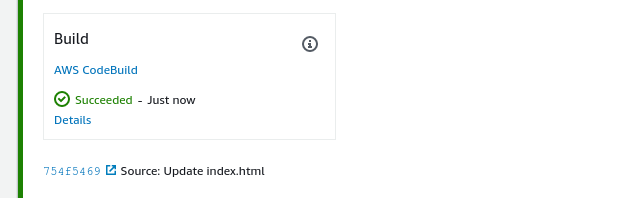 Build
AWS CodeBuild
Succeeded - Just now
Details
754f5469 Source: Update index.html